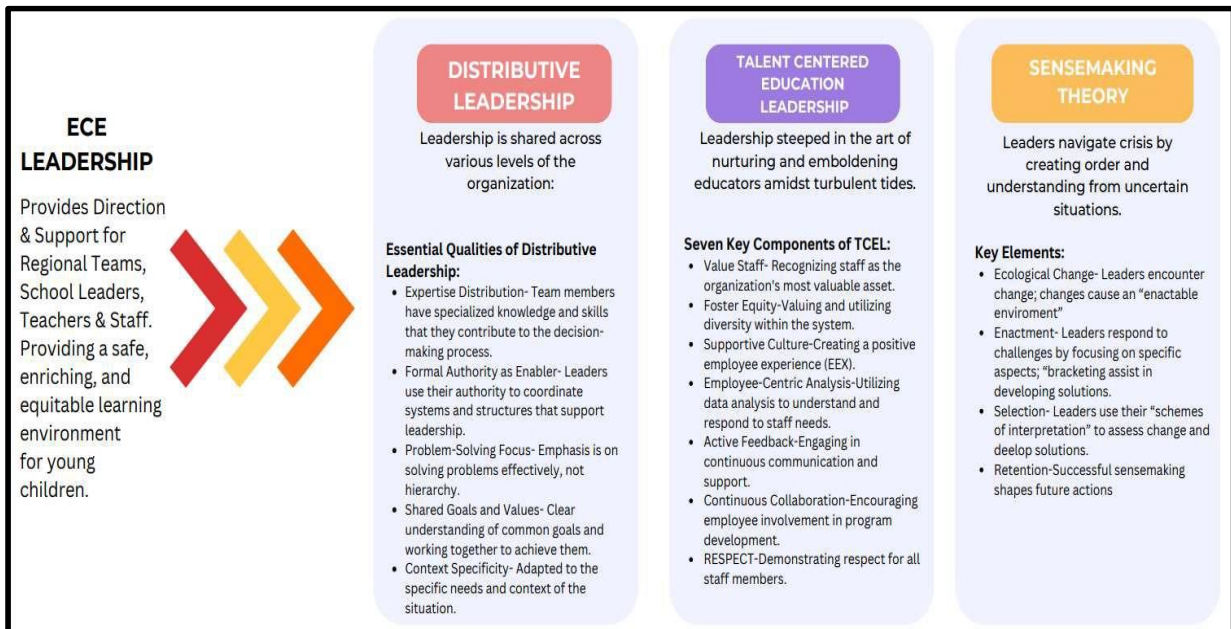 ECE
LEADERSHIP
Provides Direction
& Support for
Regional Teams,
School Leaders,
Teachers & Staff.
Providing a safe,
enriching, and
equitable learning
environment
for young
children.
DISTRIBUTIVE
LEADERSHIP
Leadership is shared across
various levels of the
organization:
Essential Qualities of Distributive
Leadership:
• Expertise Distribution- Team members
have specialized knowledge and skills
that they contribute to the decision-
making process.
• Formal Authority as Enabler- Leaders
use their authority to coordinate
systems and structures that support
leadership.
• Problem-Solving Focus- Emphasis is on
solving problems effectively, not
hierarchy.
• Shared Goals and Values- Clear
understanding of common goals and
working together to achieve them.
• Context Specificity- Adapted to the
specific needs and context of the
situation.
TALENT CENTERED
EDUCATION
LEADERSHIP
Leadership steeped in the art of
nurturing and emboldening
educators amidst turbulent tides.
Seven Key Components of TCEL:
• Value Staff- Recognizing staff as the
organization's most valuable asset.
• Foster Equity-Valuing and utilizing
diversity within the system.
• Supportive Culture-Creating a positive
employee experience (EEX).
• Employee-Centric Analysis-Utilizing
data analysis to understand and
respond to staff needs.
• Active Feedback-Engaging in
continuous communication and
support.
• Continuous Collaboration-Encouraging
employee involvement in program
development.
• RESPECT-Demonstrating respect for all
staff members.
SENSEMAKING
THEORY
Leaders navigate crisis by
creating order and
understanding from uncertain
situations.
Key Elements:
• Ecological Change- Leaders encounter
change; changes cause an “enactable
enviroment”
• Enactment- Leaders respond to
challenges by focusing on specific
aspects; “bracketing assist in
developing solutions.
• Selection- Leaders use their “schemes
of interpretation” to assess change and
deelop solutions.
• Retention-Successful sensemaking
shapes future actions